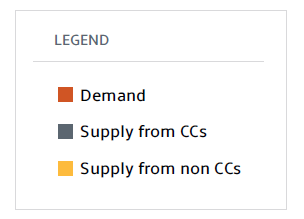 LEGEND
Demand
Supply from CCs
Supply from non CCs